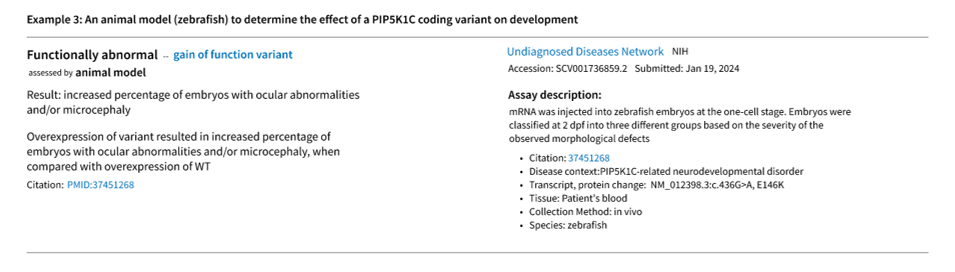 Example 3: An animal model (zebrafish) to determine the effect of a PIP5K1C coding variant on development
Functionally abnormal – gain of function variant
assessed by animal model
Result: increased percentage of embryos with ocular abnormalities
and/or microcephaly
Overexpression of variant resulted in increased percentage of
embryos with ocular abnormalities and/or microcephaly, when
compared with overexpression of WT
Citation: PMID:37451268
Undiagnosed Diseases Network NIH
Accession: SCV001736859.2 Submitted: Jan 19, 2024
Assay description:
mRNA was injected into zebrafish embryos at the one-cell stage. Embryos were
classified at 2 dpf into three different groups based on the severity of the
observed morphological defects
• Citation: 37451268
• Disease context:PIP5K1C-related neurodevelopmental disorder
• Transcript, protein change: NM_012398.3:c.436G>A, E146K
• Tissue: Patient's blood
• Collection Method: in vivo
• Species: zebrafish